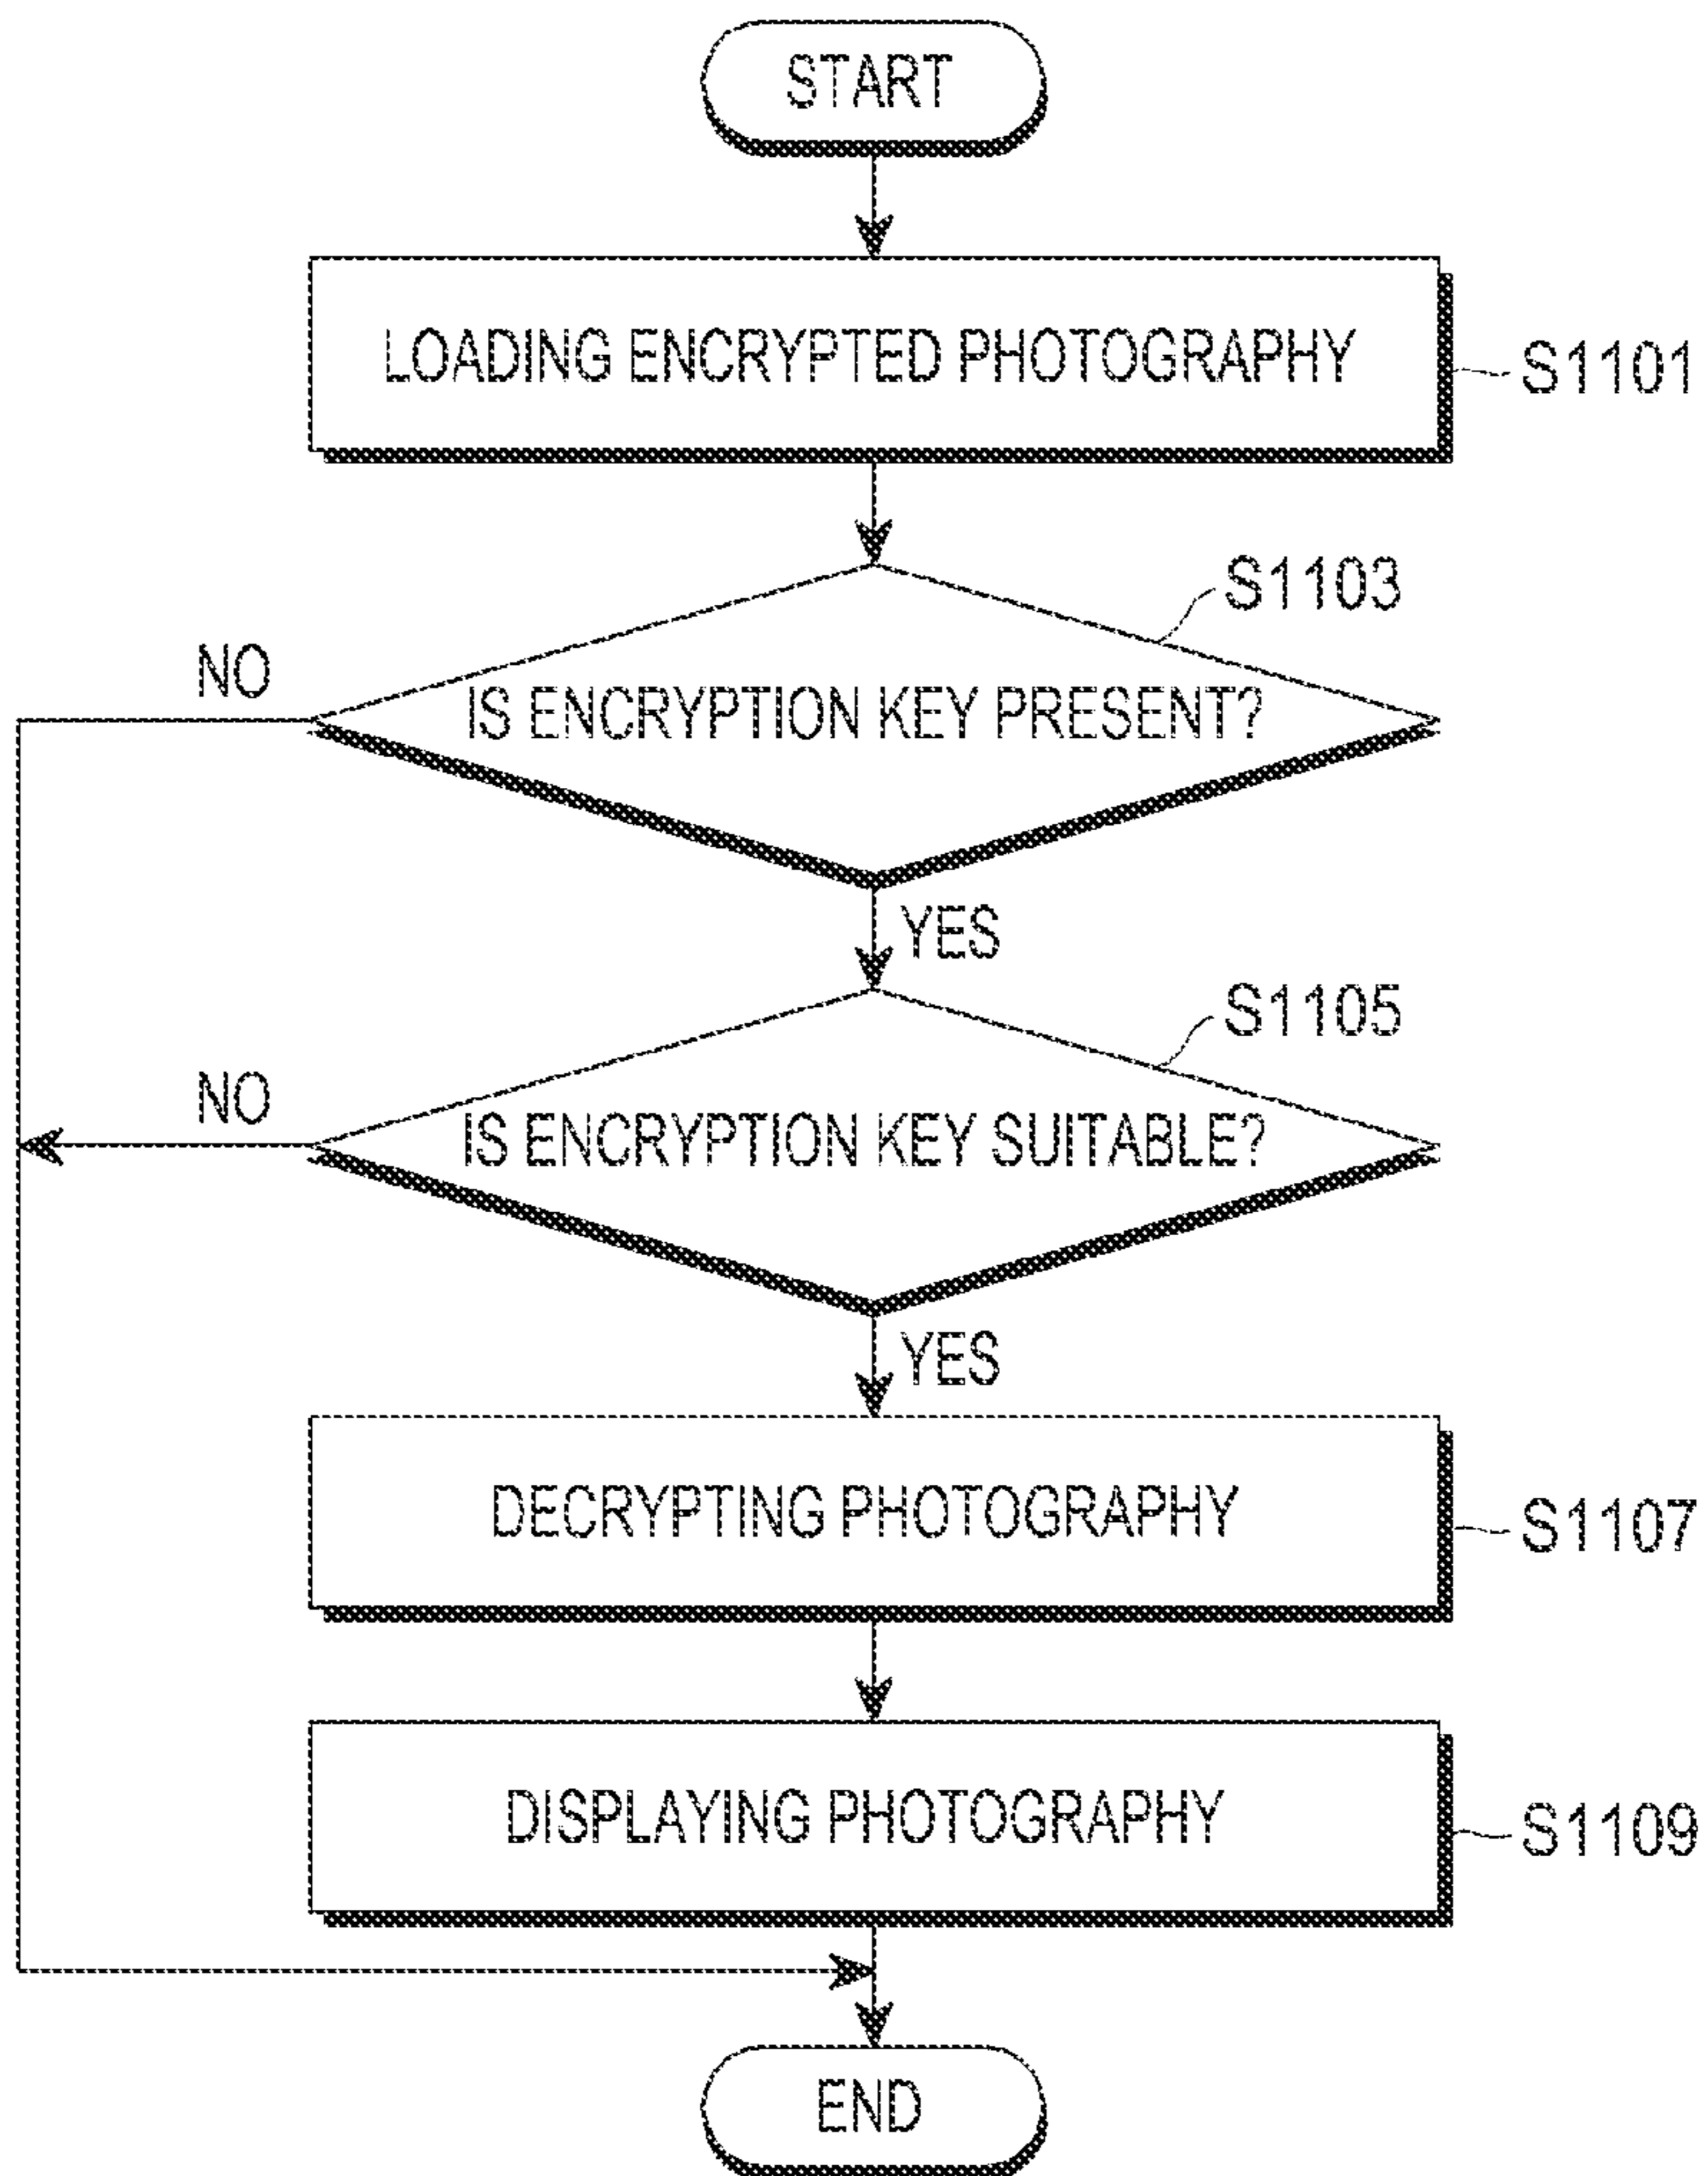 START
LOADING ENCRYPTED PHOTOGRAPHY
S1101
S1103
NO
IS ENCRYPTION KEY PRESENT?
YES
S1105
NO
IS ENCRYPTION KEY SUITABLE?
YES
DECRYPTING PHOTOGRAPHY
S1107
DISPLAYING PHOTOGRAPHY
S1109
END